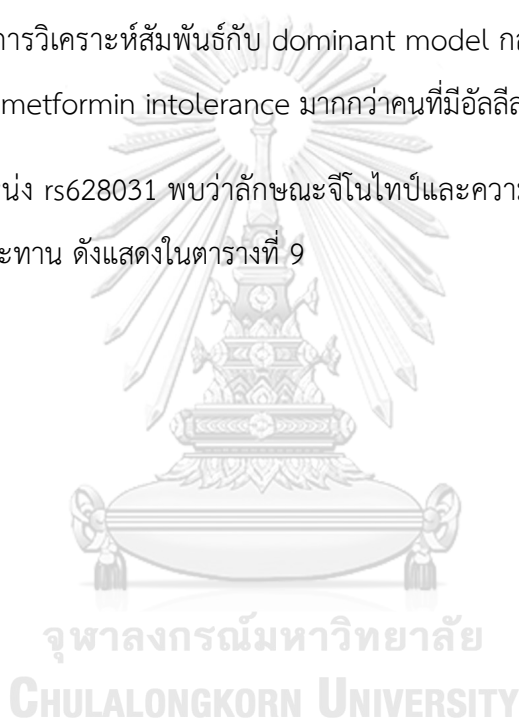 การวิเคราะห์สัมพันธ์กับ dominant model
metformin intolerance มากกว่าคนที่มีอัลลีล
น่ง rs628031 พบว่าลักษณะจีโนไทป์และควา
ะทาน ดังแสดงในตารางที่ 9
จุฬาลงกรณ์มหาวิทยาลัย
CHULALONGKORN UNIVERSITY